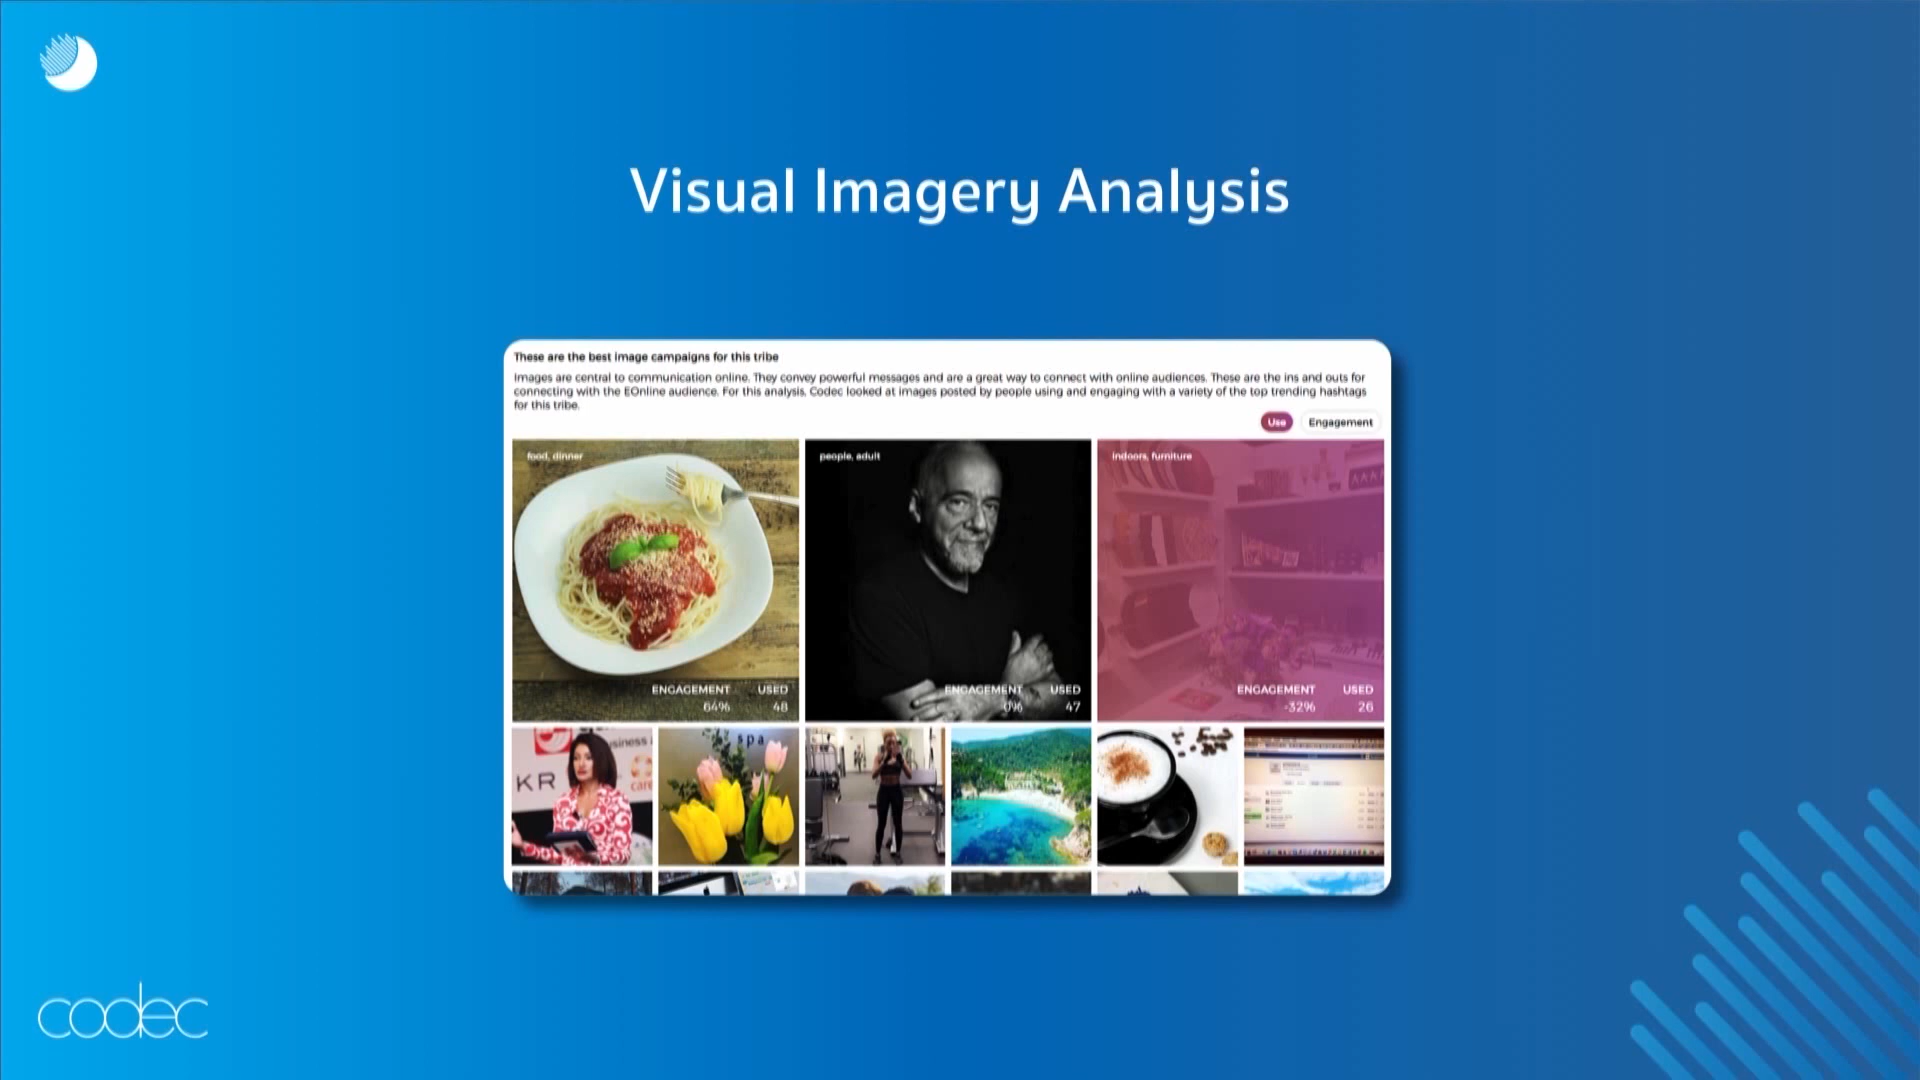 Visual Imagery Analysis
These are the best image campaigns for this tribe
Images are central to communication online. They convey powerful messages and are a great way to connect with online audiences. These are the ins and outs for
connecting with the EOnline audience. For this analysis, Codec looked at images posted by people using and engaging with a variety of the top trending hashtags
for this tribe.
Use Engagement
food, dinner
people, adult
indoors, furniture
ENGAGEMENT USED
64% 48
ENGAGEMENT USED
0% 47
ENGAGEMENT USED
-32% 26
KR
spa
codec